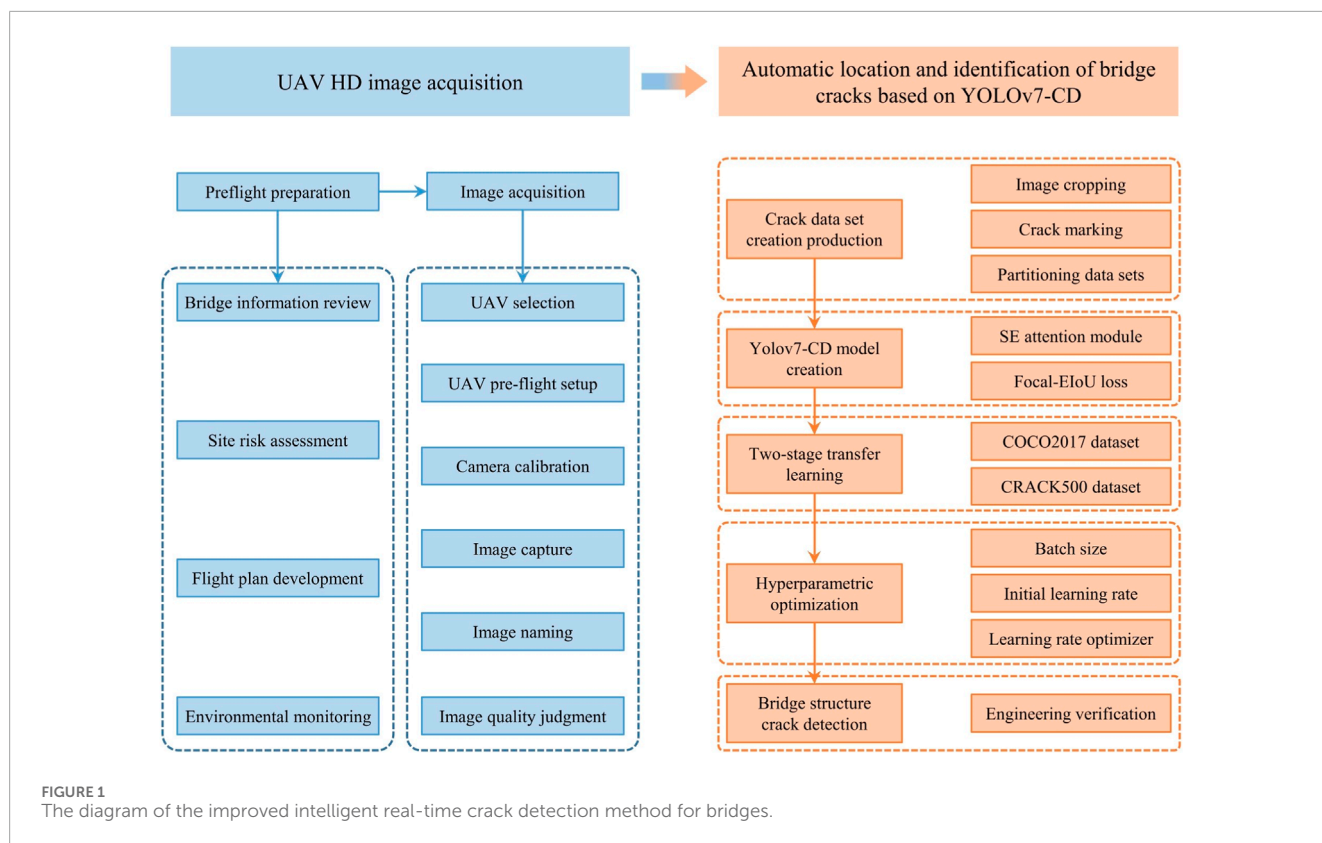 UAV HD image acquisition
Automatic location and identification of bridge
cracks based on YOLOv7-CD
Preflight preparation
Image acquisition
Bridge information review
Site risk assessment
Flight plan development
Environmental monitoring
UAV selection
UAV pre-flight setup
Camera calibration
Image capture
Image naming
Image quality judgment
Crack data set
creation production
Image cropping
Crack marking
Partitioning data sets
Yolov7-CD model
creation
SE attention module
Focal-EIoU loss
Two-stage transfer
learning
COCO2017 dataset
CRACK500 dataset
Hyperparametric
optimization
Batch size
Initial learning rate
Learning rate optimizer
Bridge structure
crack detection
Engineering verification
FIGURE 1
The diagram of the improved intelligent real-time crack detection method for bridges.